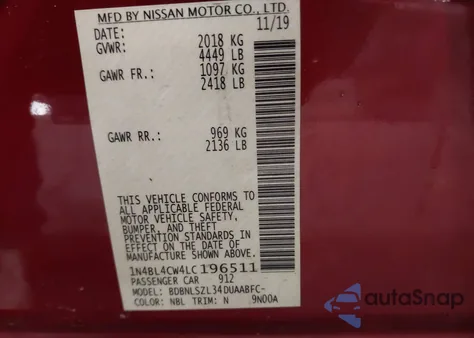 MFD BY NISSAN MOTOR CO., LTD.
DATE: 11/19
GVWR: 2018 KG
4449 LB
GAWR FR.: 1097 KG
2418 LB
GAWR RR.: 969 KG
2136 LB
THIS VEHICLE CONFORMS TO
ALL APPLICABLE FEDERAL
MOTOR VEHICLE SAFETY,
BUMPER, AND THEFT
PREVENTION STANDARDS
IN EFFECT ON THE DATE OF
MANUFACTURE SHOWN ABOVE.
1N4BL4CW4LC196511
PASSENGER CAR 912
MODEL: BDBNLSZL34DUAABFC-
COLOR: NBL TRIM: N 9N00A
autoSnap